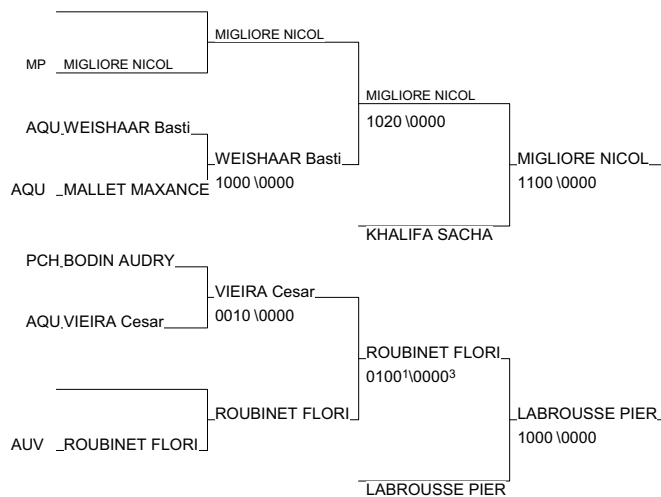 MIGLIORE NICOL
MP MIGLIORE NICOL
MIGLIORE NICOL
1020 \0000
AQU WEISHAAR Basti
WEISHAAR Basti
1000 \0000
MIGLIORE NICOL
1100 \0000
AQU MALLET MAXANCE
KHALIFA SACHA
PCH BODIN AUDRY
VIEIRA Cesar
0010 \0000
AQU VIEIRA Cesar
ROUBINET FLORI
0100¹\0000³
ROUBINET FLORI
LABROUSSE PIER
1000 \0000
AUV ROUBINET FLORI
LABROUSSE PIER